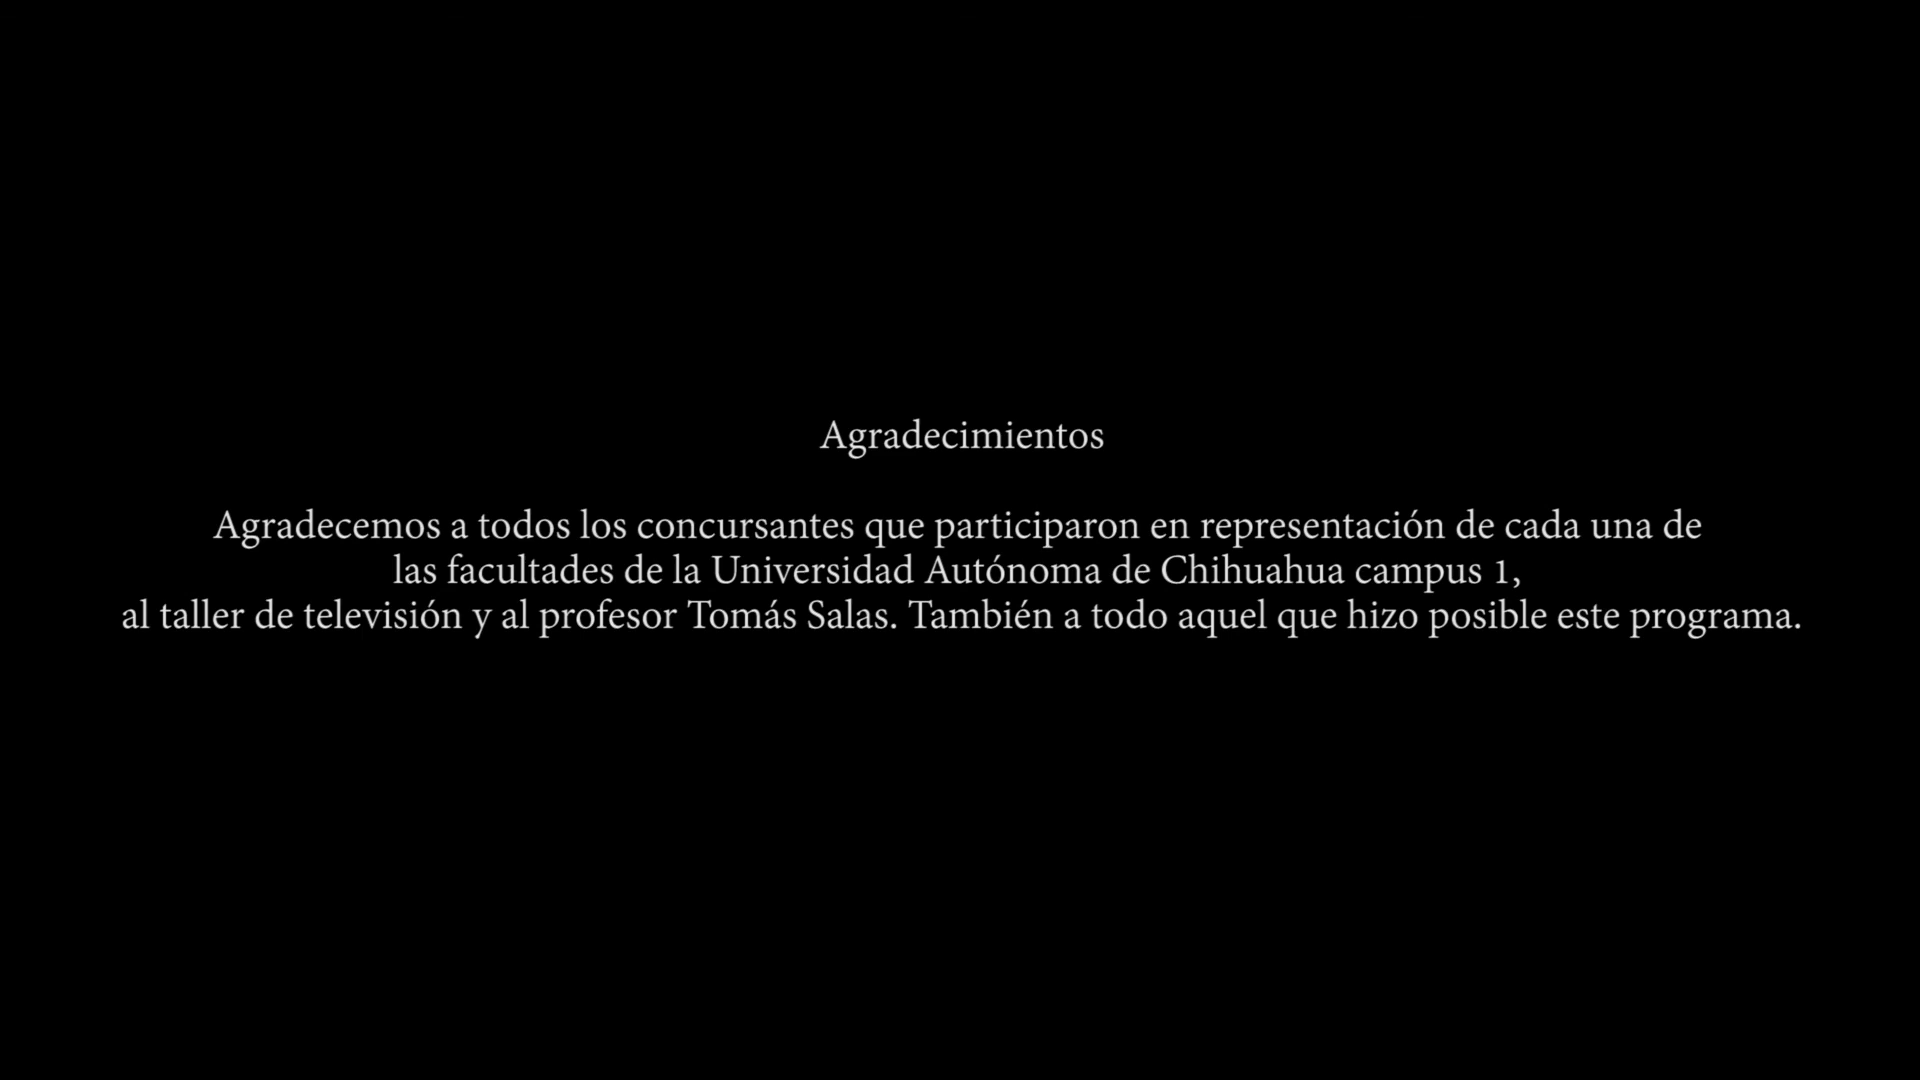 Agradecimientos
Agradecemos a todos los concursantes que participaron en representación de cada una de
las facultades de la Universidad Autónoma de Chihuahua campus 1,
al taller de televisión y al profesor Tomás Salas. También a todo aquel que hizo posible este programa.